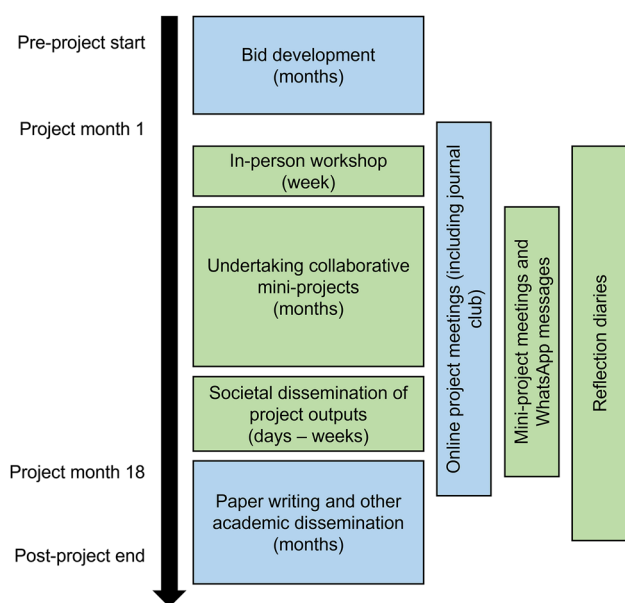 Pre-project start
Bid development
(months)
Project month 1
In-person workshop
(week)
Undertaking collaborative
mini-projects
(months)
Societal dissemination of
project outputs
(days – weeks)
Project month 18
Paper writing and other
academic dissemination
(months)
Post-project end
Online project meetings (including journal
club)
Mini-project meetings and
WhatsApp messages
Reflection diaries